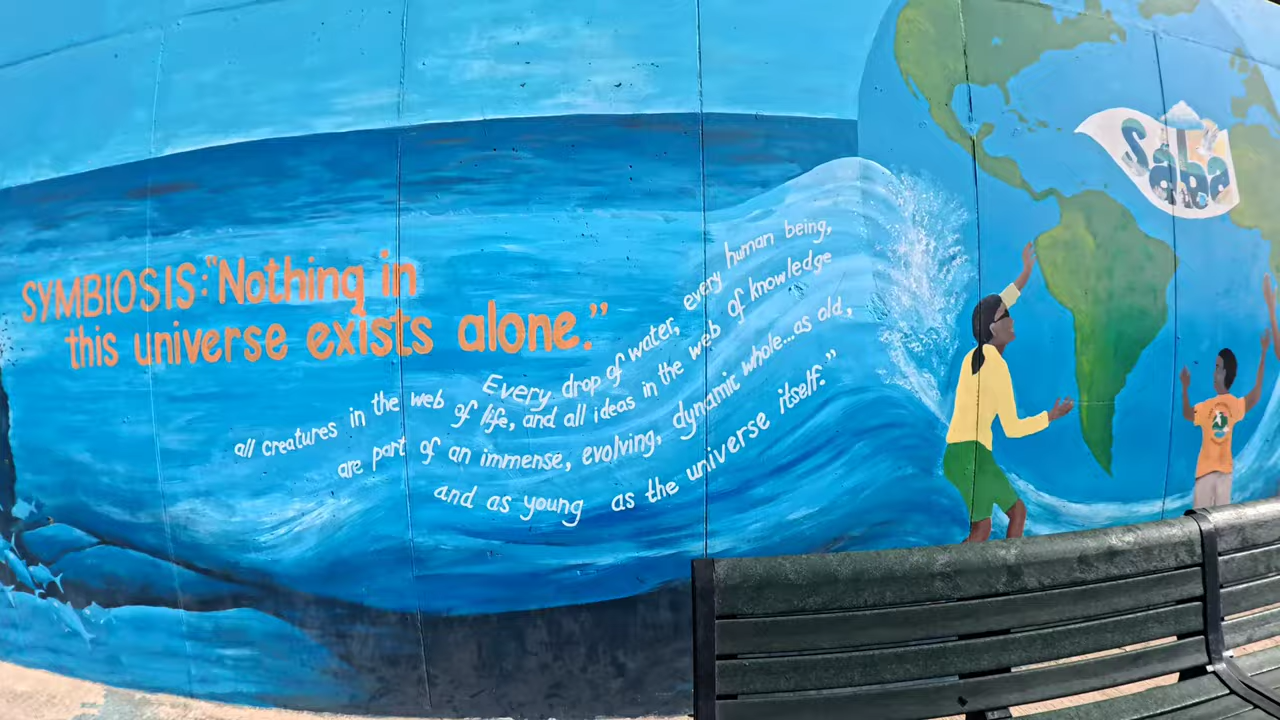 SYMBIOSIS: "Nothing in
this universe exists alone."
Every drop of water, every human being,
all creatures in the web of life, and all ideas in the web of knowledge
are part of an immense, evolving, dynamic whole...as old,
and as young as the universe itself."
Saba